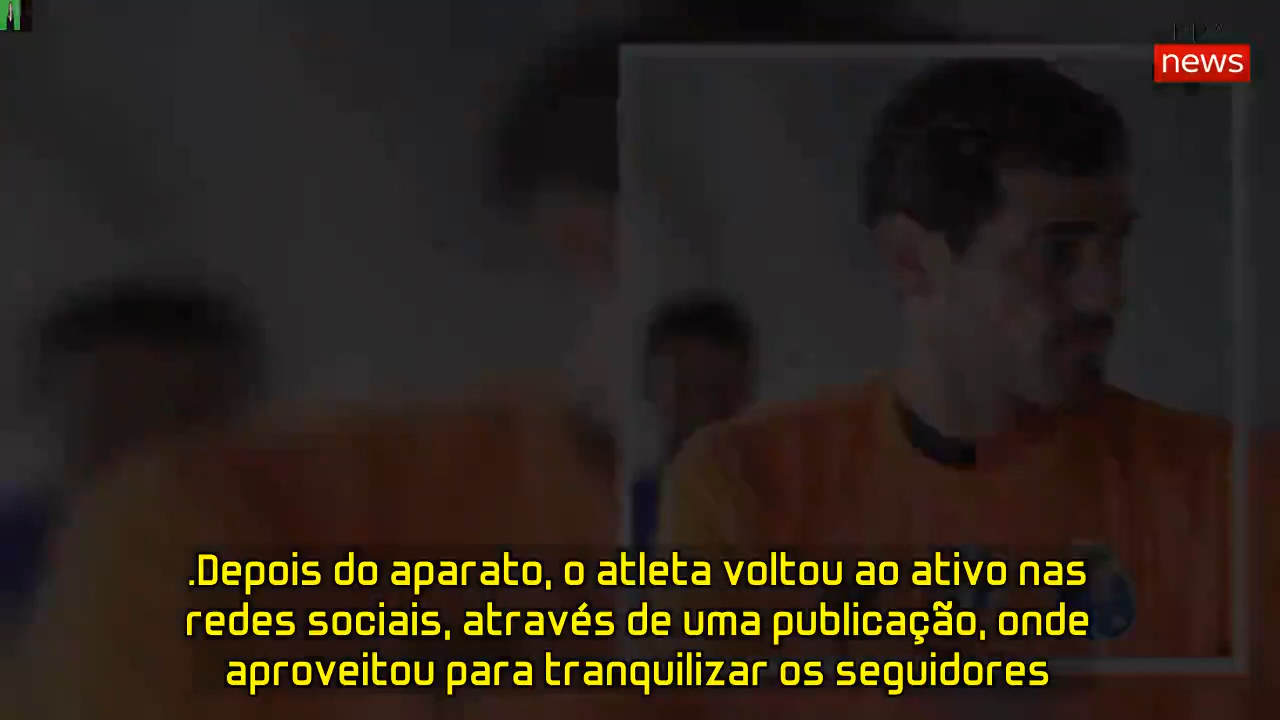 news
.Depois do aparato, o atleta voltou ao ativo nas
redes sociais, através de uma publicação, onde
aproveitou para tranquilizar os seguidores